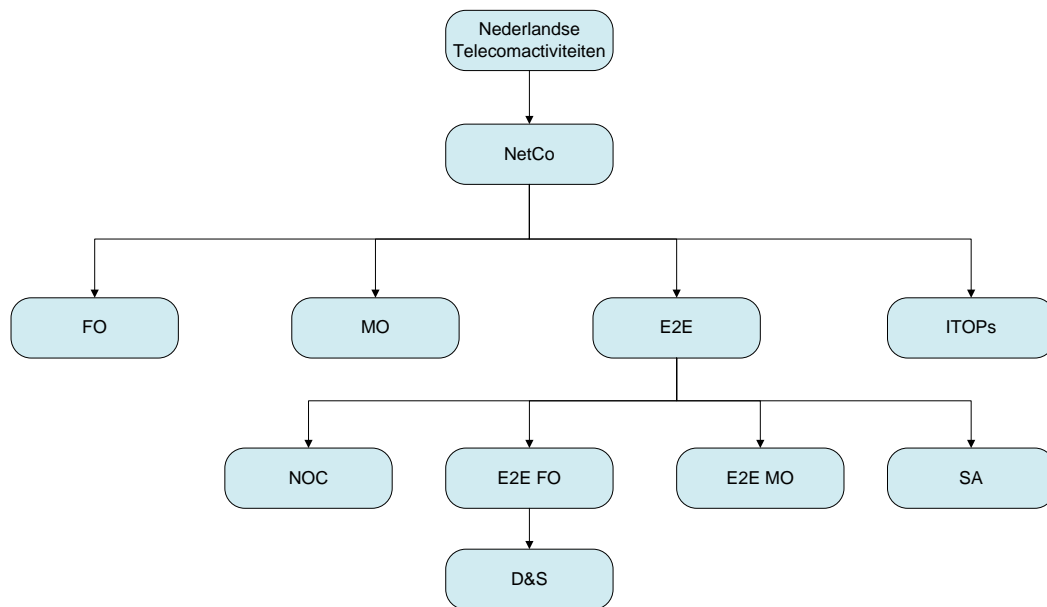 Nederlandse
Telecomactiviteiten
NetCo
FO
MO
E2E
ITOPs
NOC
E2E FO
E2E MO
SA
D&S